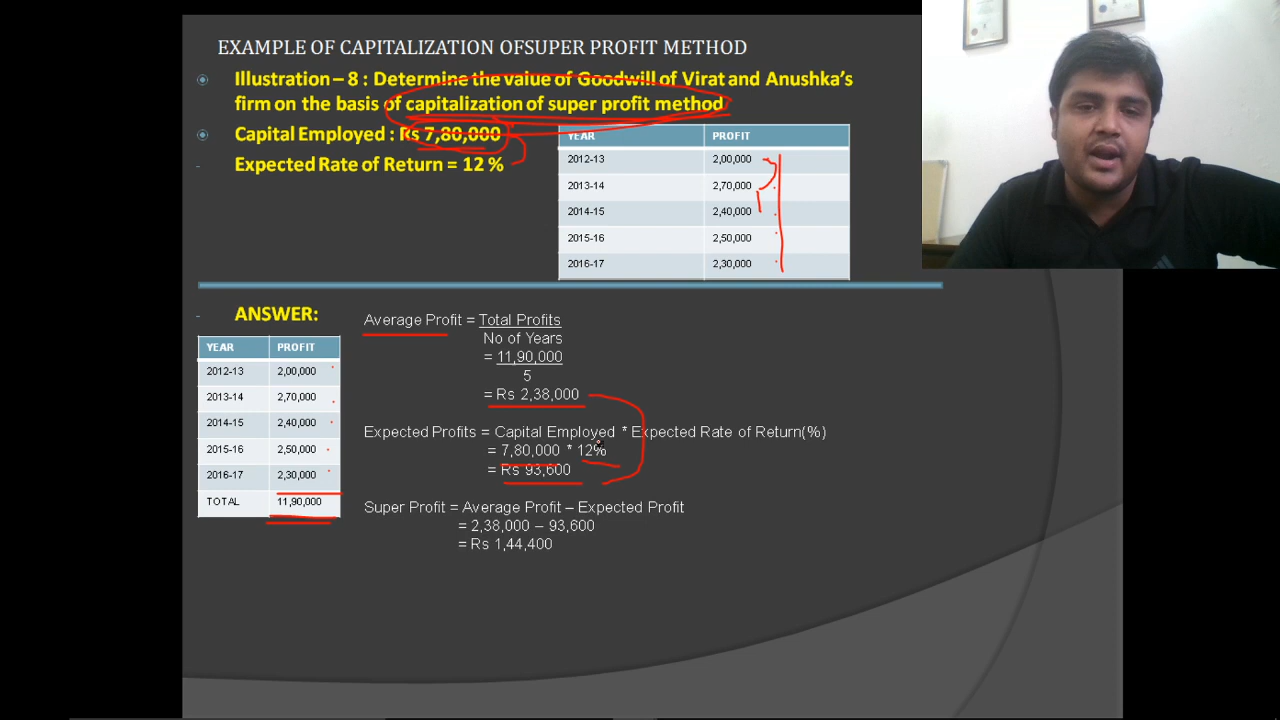 EXAMPLE OF CAPITALIZATION OFSUPER PROFIT METHOD
Illustration – 8 : Determine the value of Goodwill of Virat and Anushka's
firm on the basis of capitalization of super profit method
Capital Employed : Rs 7,80,000
- Expected Rate of Return = 12 %
YEAR PROFIT
2012-13 2,00,000
2013-14 2,70,000
2014-15 2,40,000
2015-16 2,50,000
2016-17 2,30,000
- ANSWER:
YEAR PROFIT
2012-13 2,00,000
2013-14 2,70,000
2014-15 2,40,000
2015-16 2,50,000
2016-17 2,30,000
TOTAL 11,90,000
Average Profit = Total Profits
No of Years
= 11,90,000
5
= Rs 2,38,000
Expected Profits = Capital Employed * Expected Rate of Return(%)
= 7,80,000 * 12%
= Rs 93,600
Super Profit = Average Profit – Expected Profit
= 2,38,000 – 93,600
= Rs 1,44,400